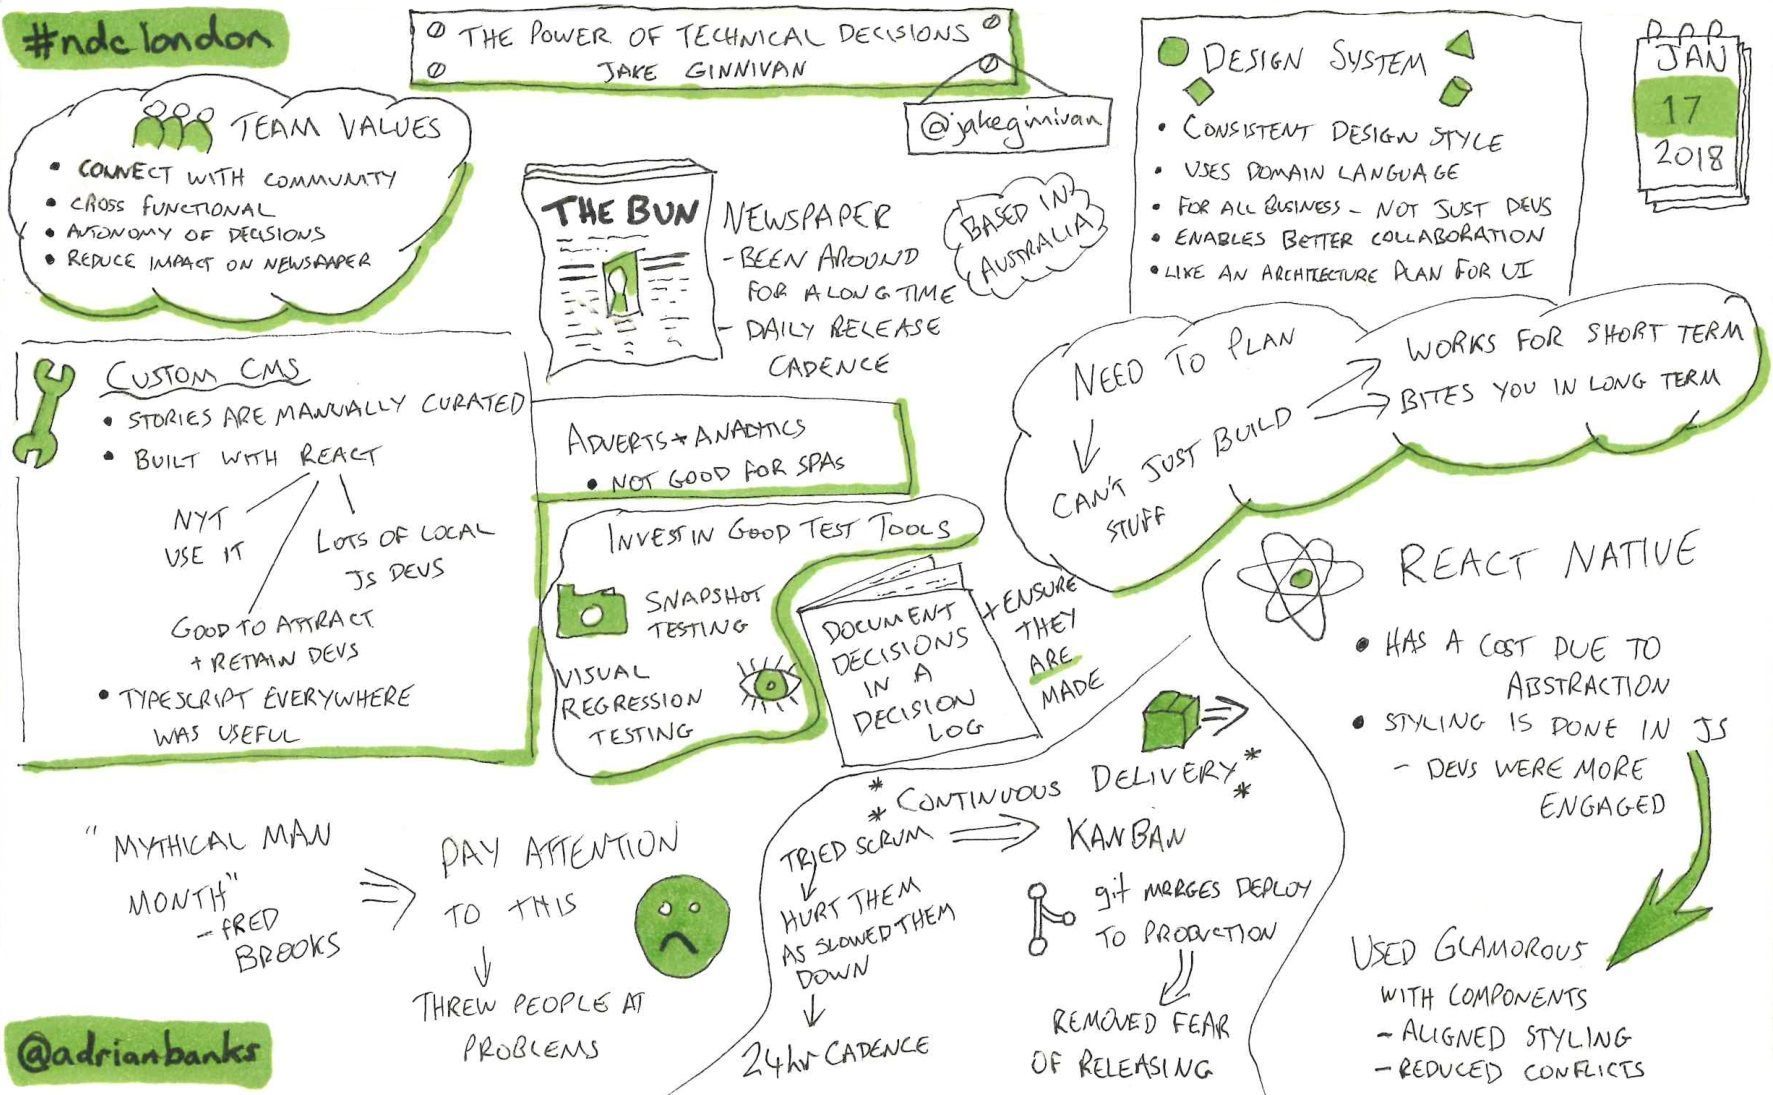 #ndclondon
THE POWER OF TECHNICAL DECISIONS
JAKE GINNIVAN
@jakeginnivan
JAN
17
2018
TEAM VALUES
• CONNECT WITH COMMUNITY
• CROSS FUNCTIONAL
• AUTONOMY OF DECISIONS
• REDUCE IMPACT ON NEWSPAPER
THE BUN
NEWSPAPER
- BEEN AROUND
FOR A LONG TIME
- DAILY RELEASE
CADENCE
BASED IN
AUSTRALIA
DESIGN SYSTEM
• CONSISTENT DESIGN STYLE
• USES DOMAIN LANGUAGE
• FOR ALL BUSINESS - NOT JUST DEVS
• ENABLES BETTER COLLABORATION
• LIKE AN ARCHITECTURE PLAN FOR UI
CUSTOM CMS
• STORIES ARE MANUALLY CURATED
• BUILT WITH REACT
NYT
USE IT
LOTS OF LOCAL
JS DEVS
GOOD TO ATTRACT
+ RETAIN DEVS
• TYPESCRIPT EVERYWHERE
WAS USEFUL
ADVERTS + ANALYTICS
• NOT GOOD FOR SPAs
NEED TO PLAN
CAN'T JUST BUILD
STUFF
WORKS FOR SHORT TERM
BITES YOU IN LONG TERM
INVEST IN GOOD TEST TOOLS
SNAPSHOT
TESTING
VISUAL
REGRESSION
TESTING
DOCUMENT
DECISIONS
IN A
DECISION
LOG
+ ENSURE
THEY
ARE
MADE
REACT NATIVE
• HAS A COST DUE TO
ABSTRACTION
• STYLING IS DONE IN JS
- DEVS WERE MORE
ENGAGED
USED GLAMOROUS
WITH COMPONENTS
- ALIGNED STYLING
- REDUCED CONFLICTS
"MYTHICAL MAN
MONTH"
- FRED
BROOKS
PAY ATTENTION
TO THIS
THREW PEOPLE AT
PROBLEMS
* CONTINUOUS DELIVERY *
* *
TRIED SCRUM
HURT THEM
AS SLOWED THEM
DOWN
24hr CADENCE
KANBAN
git MERGES DEPLOY
TO PRODUCTION
REMOVED FEAR
OF RELEASING
@adrianbanks